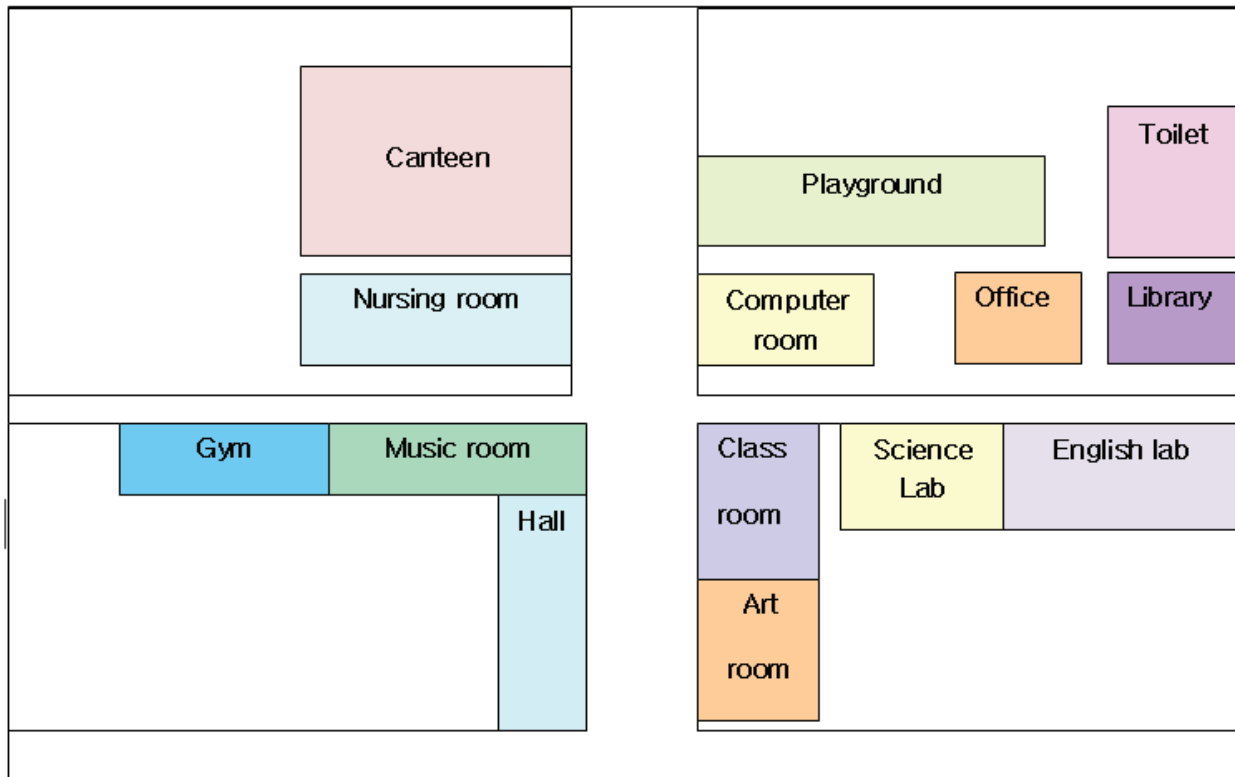 Canteen
Toilet
Playground
Nursing room
Computer
room
Office
Library
Gym
Music room
Class
room
Science
Lab
English lab
Hall
Art
room